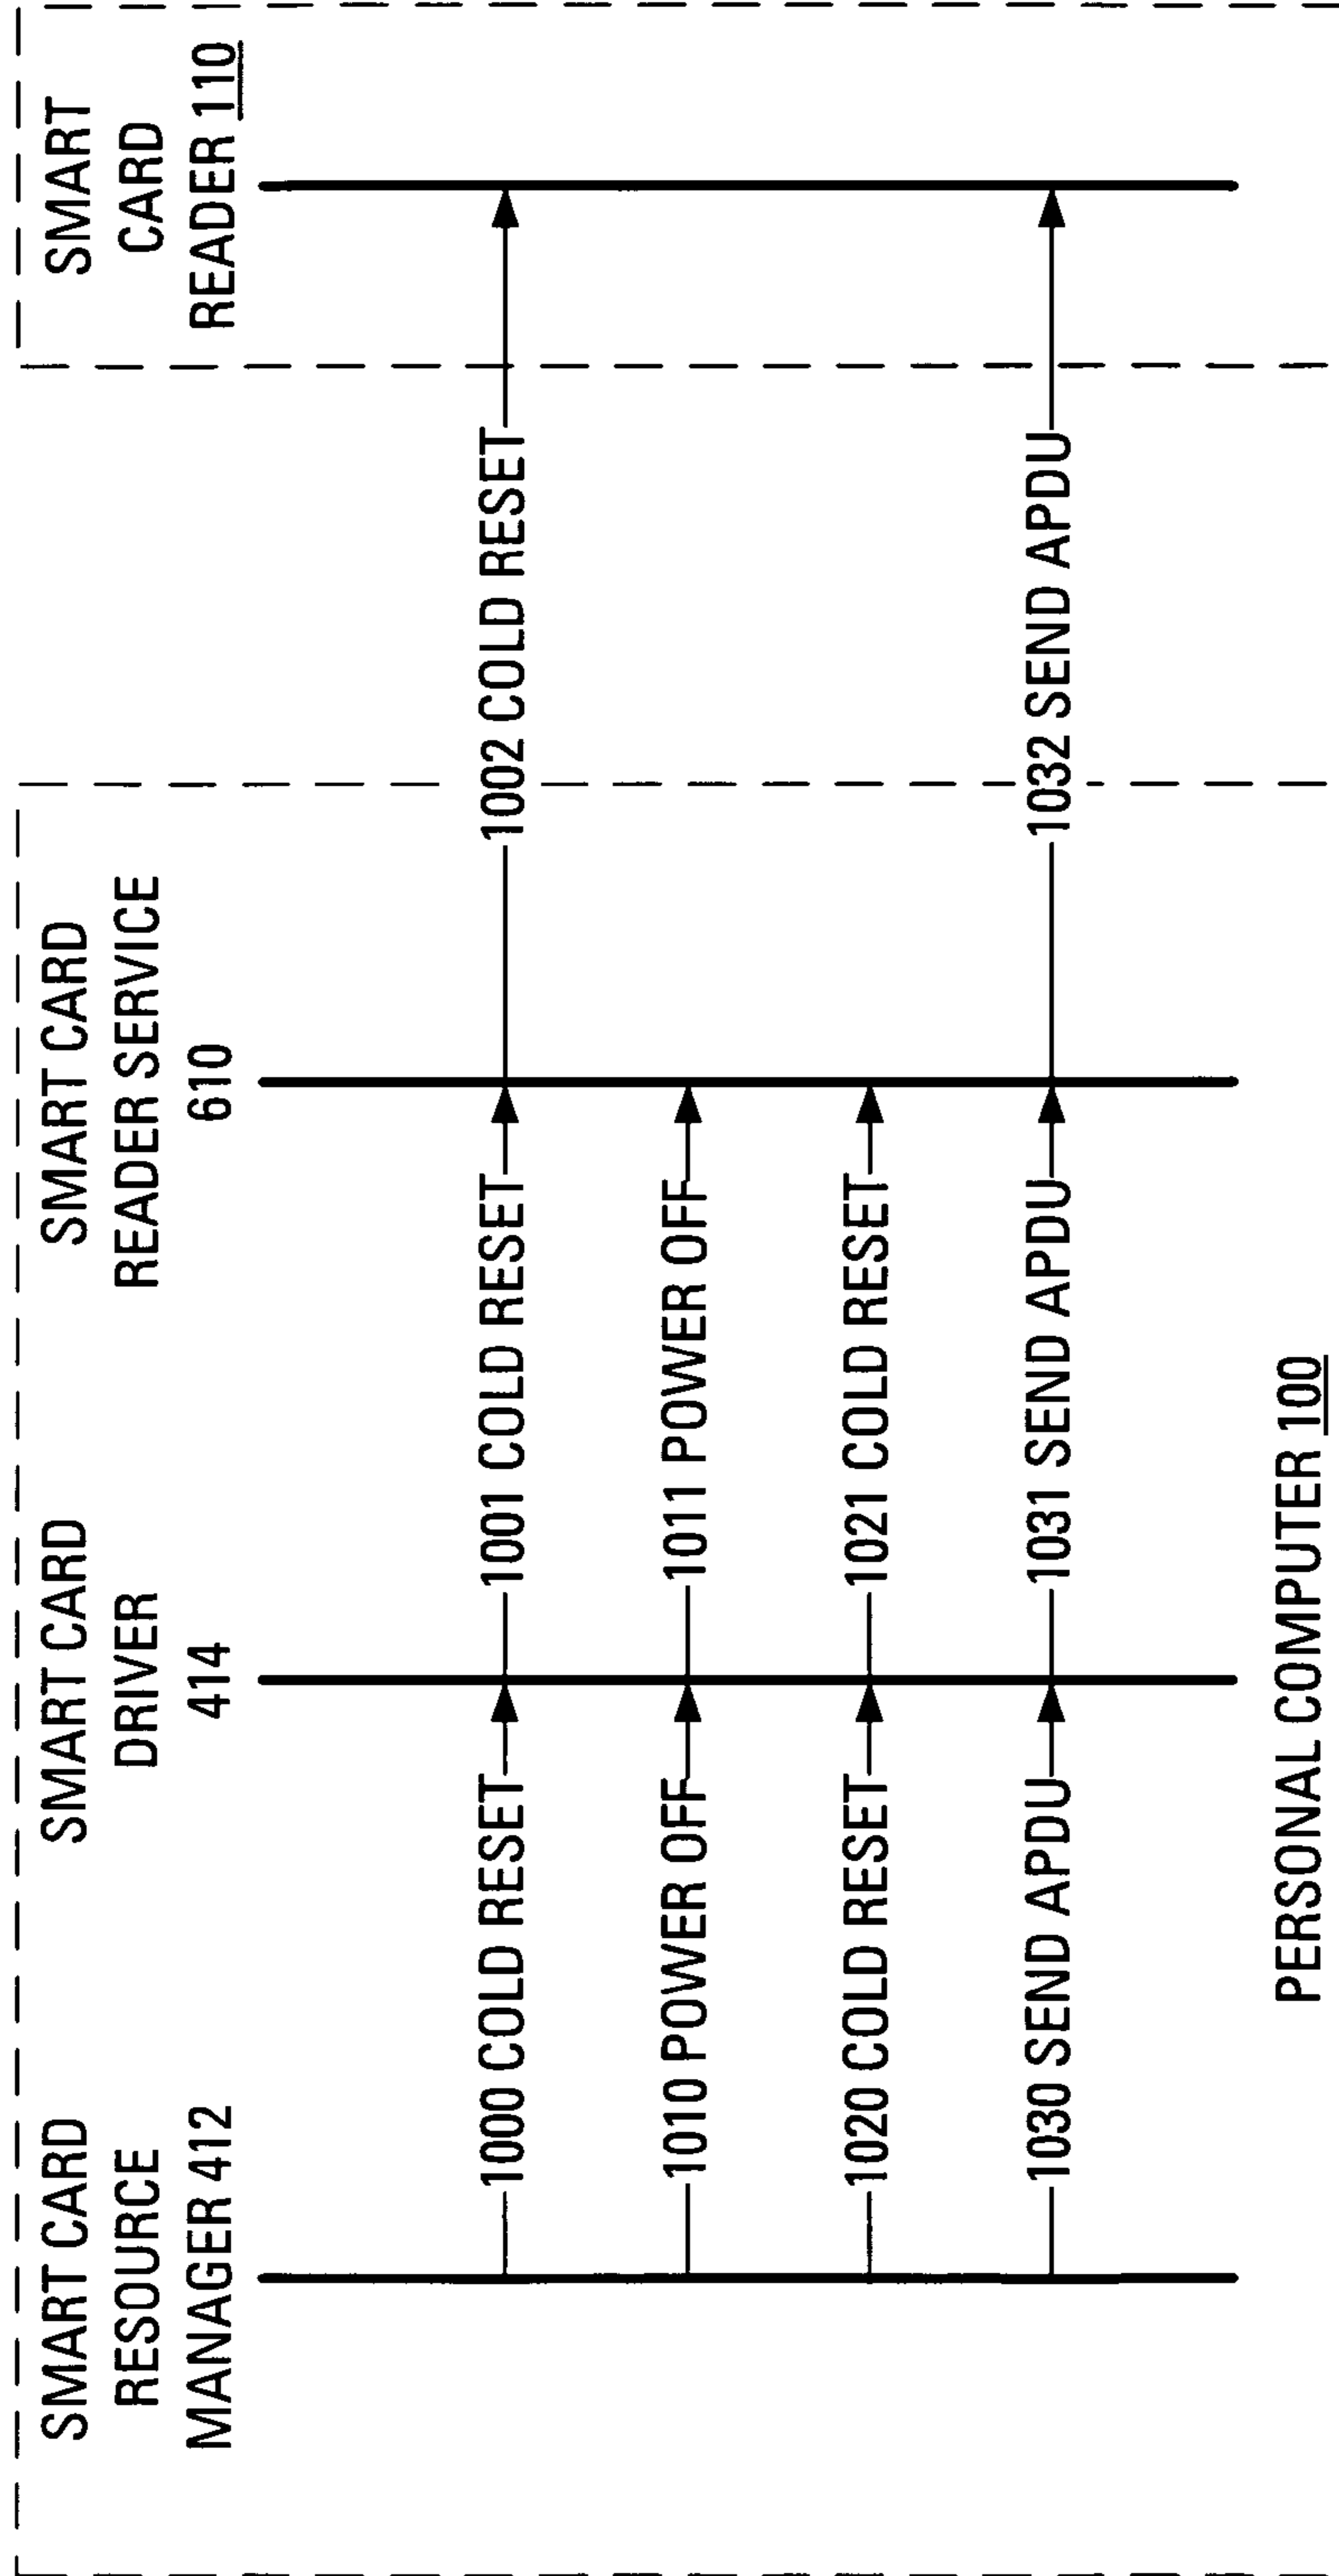 SMART CARD
RESOURCE
MANAGER 412
SMART CARD
DRIVER
414
SMART CARD
READER SERVICE
610
SMART
CARD
READER 110
1000 COLD RESET
1001 COLD RESET
1002 COLD RESET
1010 POWER OFF
1011 POWER OFF
1020 COLD RESET
1021 COLD RESET
1030 SEND APDU
1031 SEND APDU
1032 SEND APDU
PERSONAL COMPUTER 100